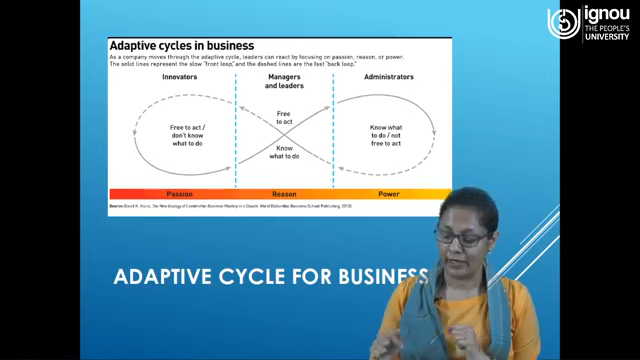 Adaptive cycles in business
As a company moves through the adaptive cycle, leaders can react by focusing on passion, reason, or power.
The solid lines represent the slow "front loop," and the dashed lines are the fast "back loop."
Innovators
Managers
and leaders
Administrators
Free to act /
don't know
what to do
Free
to act
Know
what to do
Know what
to do / not
free to act
Passion
Reason
Power
Source: David K. Hurst, The New Ecology of Leadership: Business Mastery in a Chaotic World (Columbia Business School Publishing, 2012)
ADAPTIVE CYCLE FOR BUSINESS
ignou
THE PEOPLE'S
UNIVERSITY